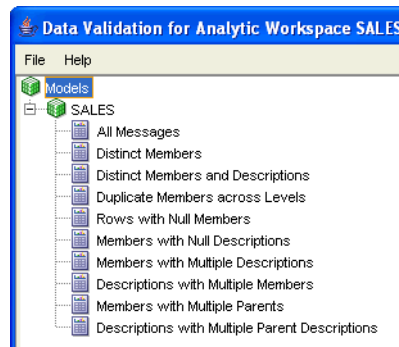 Data Validation for Analytic Workspace SALES
File Help
Models
SALES
All Messages
Distinct Members
Distinct Members and Descriptions
Duplicate Members across Levels
Rows with Null Members
Members with Null Descriptions
Members with Multiple Descriptions
Descriptions with Multiple Members
Members with Multiple Parents
Descriptions with Multiple Parent Descriptions